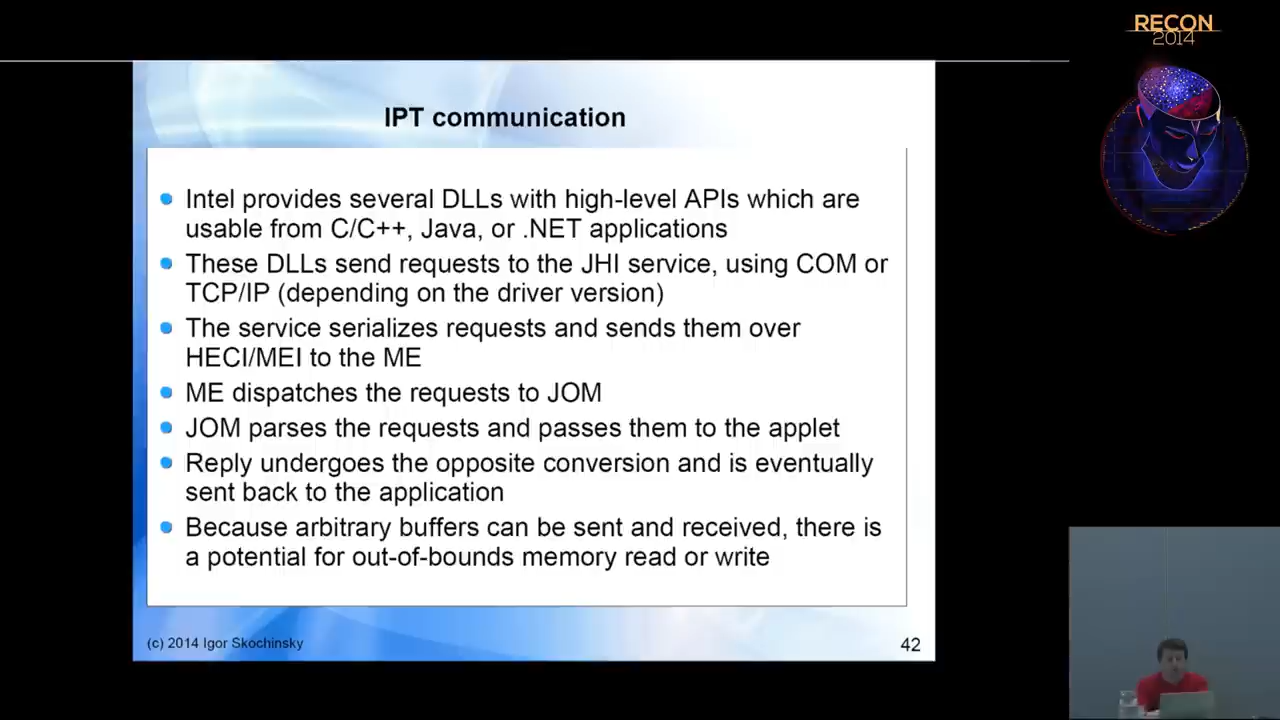 RECON
2014
IPT communication
Intel provides several DLLs with high-level APIs which are
usable from C/C++, Java, or .NET applications
These DLLs send requests to the JHI service, using COM or
TCP/IP (depending on the driver version)
The service serializes requests and sends them over
HECI/MEI to the ME
ME dispatches the requests to JOM
JOM parses the requests and passes them to the applet
Reply undergoes the opposite conversion and is eventually
sent back to the application
Because arbitrary buffers can be sent and received, there is
a potential for out-of-bounds memory read or write
(c) 2014 Igor Skochinsky
42